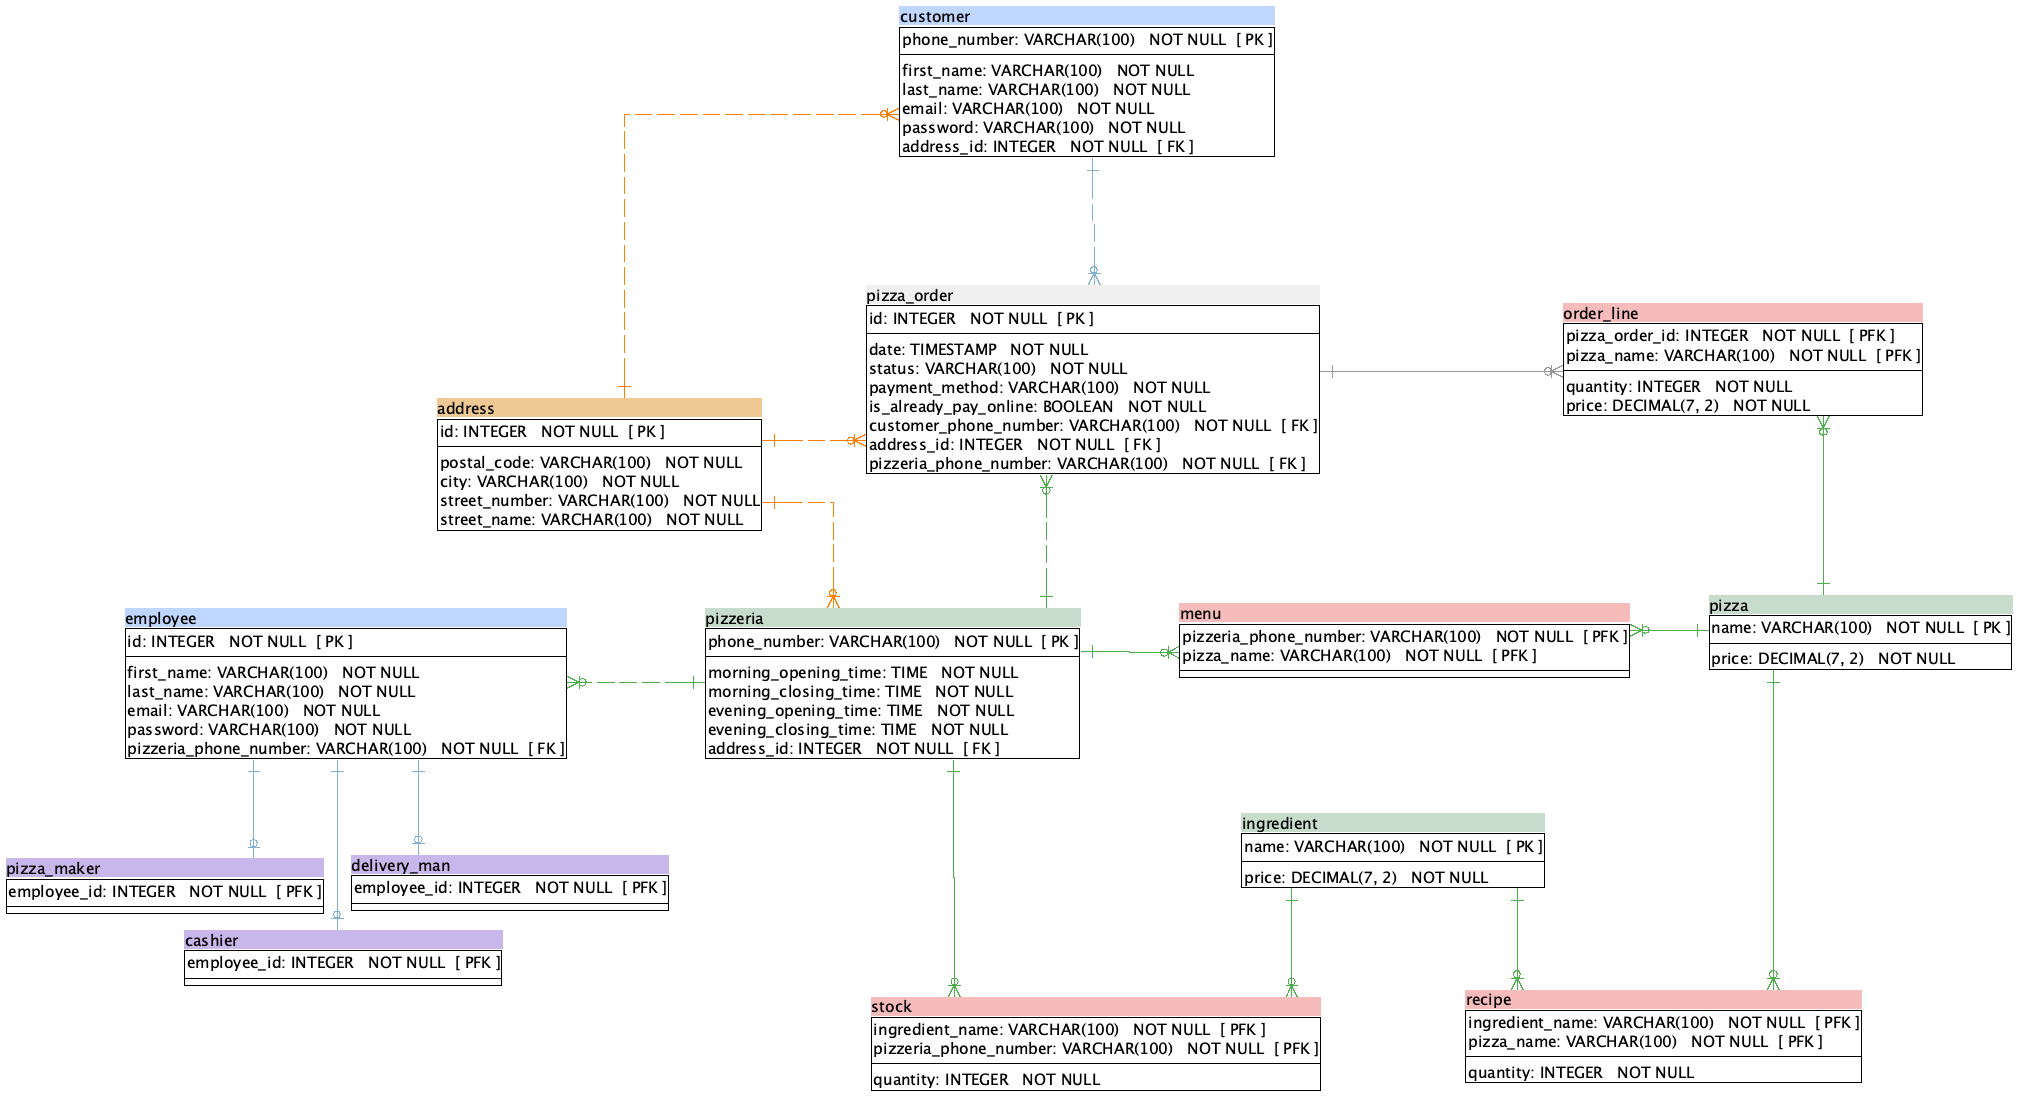 customer
phone_number: VARCHAR(100) NOT NULL [ PK ]
first_name: VARCHAR(100) NOT NULL
last_name: VARCHAR(100) NOT NULL
email: VARCHAR(100) NOT NULL
password: VARCHAR(100) NOT NULL
address_id: INTEGER NOT NULL [ FK ]
pizza_order
id: INTEGER NOT NULL [ PK ]
date: TIMESTAMP NOT NULL
status: VARCHAR(100) NOT NULL
payment_method: VARCHAR(100) NOT NULL
is_already_pay_online: BOOLEAN NOT NULL
customer_phone_number: VARCHAR(100) NOT NULL [ FK ]
address_id: INTEGER NOT NULL [ FK ]
pizzeria_phone_number: VARCHAR(100) NOT NULL [ FK ]
order_line
pizza_order_id: INTEGER NOT NULL [ PFK ]
pizza_name: VARCHAR(100) NOT NULL [ PFK ]
quantity: INTEGER NOT NULL
price: DECIMAL(7, 2) NOT NULL
address
id: INTEGER NOT NULL [ PK ]
postal_code: VARCHAR(100) NOT NULL
city: VARCHAR(100) NOT NULL
street_number: VARCHAR(100) NOT NULL
street_name: VARCHAR(100) NOT NULL
employee
id: INTEGER NOT NULL [ PK ]
first_name: VARCHAR(100) NOT NULL
last_name: VARCHAR(100) NOT NULL
email: VARCHAR(100) NOT NULL
password: VARCHAR(100) NOT NULL
pizzeria_phone_number: VARCHAR(100) NOT NULL [ FK ]
pizzeria
phone_number: VARCHAR(100) NOT NULL [ PK ]
morning_opening_time: TIME NOT NULL
morning_closing_time: TIME NOT NULL
evening_opening_time: TIME NOT NULL
evening_closing_time: TIME NOT NULL
address_id: INTEGER NOT NULL [ FK ]
menu
pizzeria_phone_number: VARCHAR(100) NOT NULL [ PFK ]
pizza_name: VARCHAR(100) NOT NULL [ PFK ]
pizza
name: VARCHAR(100) NOT NULL [ PK ]
price: DECIMAL(7, 2) NOT NULL
pizza_maker
employee_id: INTEGER NOT NULL [ PFK ]
delivery_man
employee_id: INTEGER NOT NULL [ PFK ]
cashier
employee_id: INTEGER NOT NULL [ PFK ]
ingredient
name: VARCHAR(100) NOT NULL [ PK ]
price: DECIMAL(7, 2) NOT NULL
stock
ingredient_name: VARCHAR(100) NOT NULL [ PFK ]
pizzeria_phone_number: VARCHAR(100) NOT NULL [ PFK ]
quantity: INTEGER NOT NULL
recipe
ingredient_name: VARCHAR(100) NOT NULL [ PFK ]
pizza_name: VARCHAR(100) NOT NULL [ PFK ]
quantity: INTEGER NOT NULL